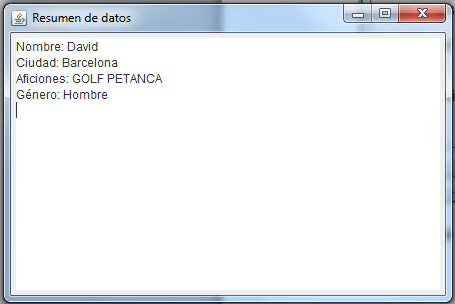 Resumen de datos
Nombre: David
Ciudad: Barcelona
Aficiones: GOLF PETANCA
Género: Hombre